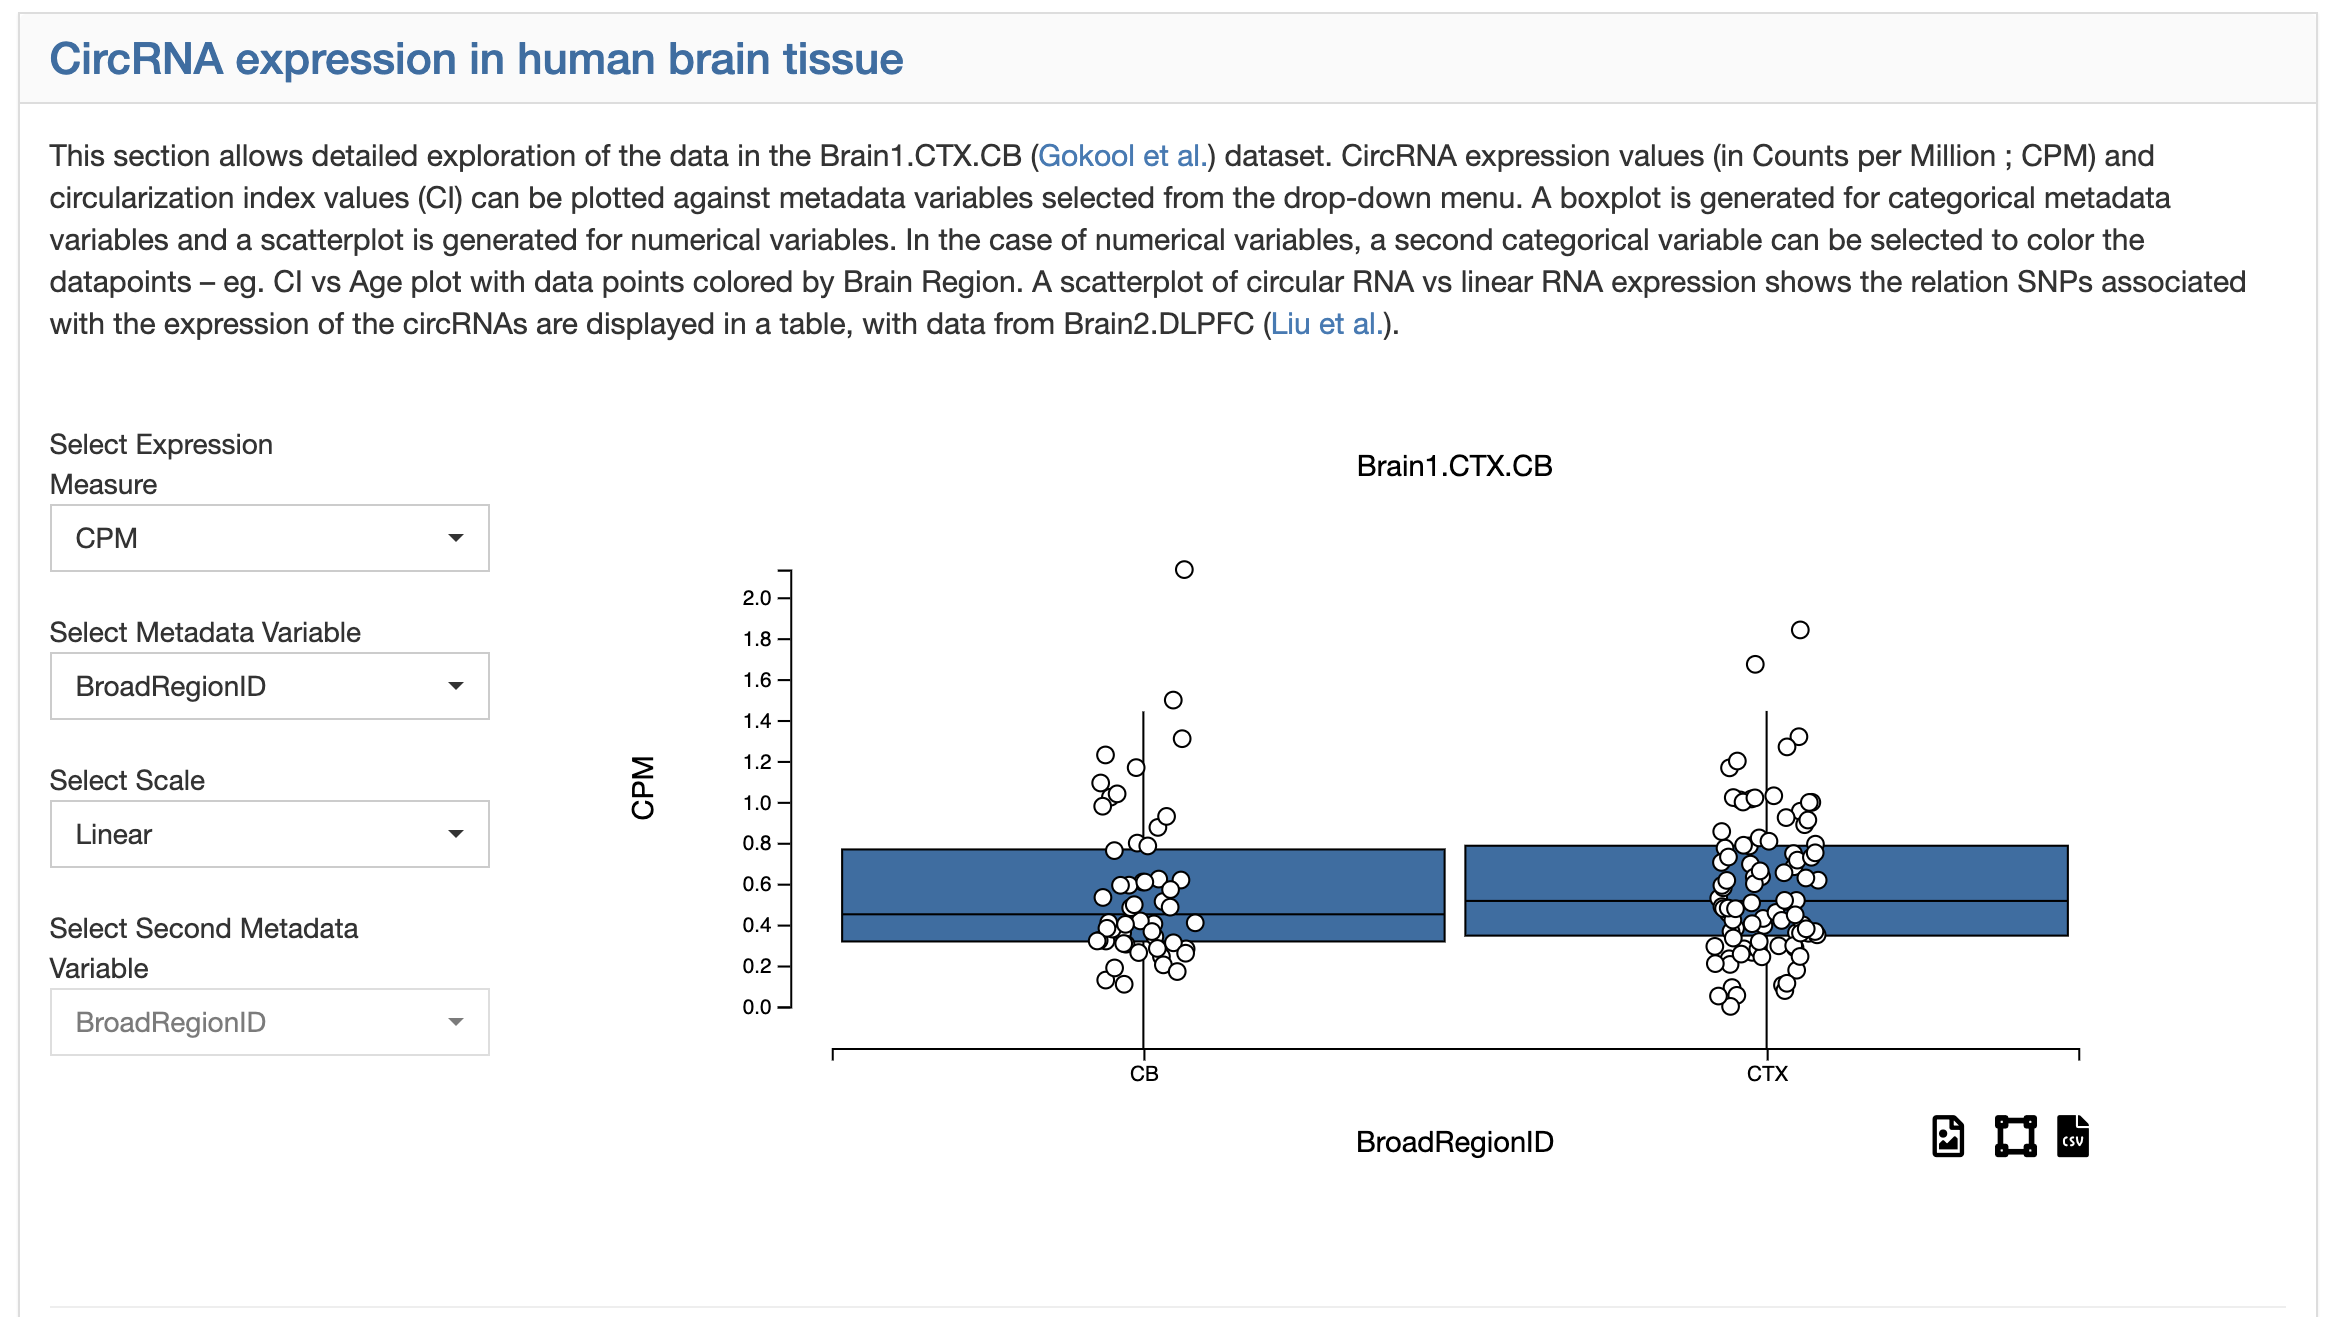 CircRNA expression in human brain tissue
This section allows detailed exploration of the data in the Brain1.CTX.CB (Gokool et al.) dataset. CircRNA expression values (in Counts per Million ; CPM) and
circularization index values (CI) can be plotted against metadata variables selected from the drop-down menu. A boxplot is generated for categorical metadata
variables and a scatterplot is generated for numerical variables. In the case of numerical variables, a second categorical variable can be selected to color the
datapoints – eg. CI vs Age plot with data points colored by Brain Region. A scatterplot of circular RNA vs linear RNA expression shows the relation SNPs associated
with the expression of the circRNAs are displayed in a table, with data from Brain2.DLPFC (Liu et al.).
Select Expression
Measure
CPM
Select Metadata Variable
BroadRegionID
Select Scale
Linear
Select Second Metadata
Variable
BroadRegionID
Brain1.CTX.CB
CPM
2.0
1.8
1.6
1.4
1.2
1.0
0.8
0.6
0.4
0.2
0.0
CB
CTX
BroadRegionID
CSV